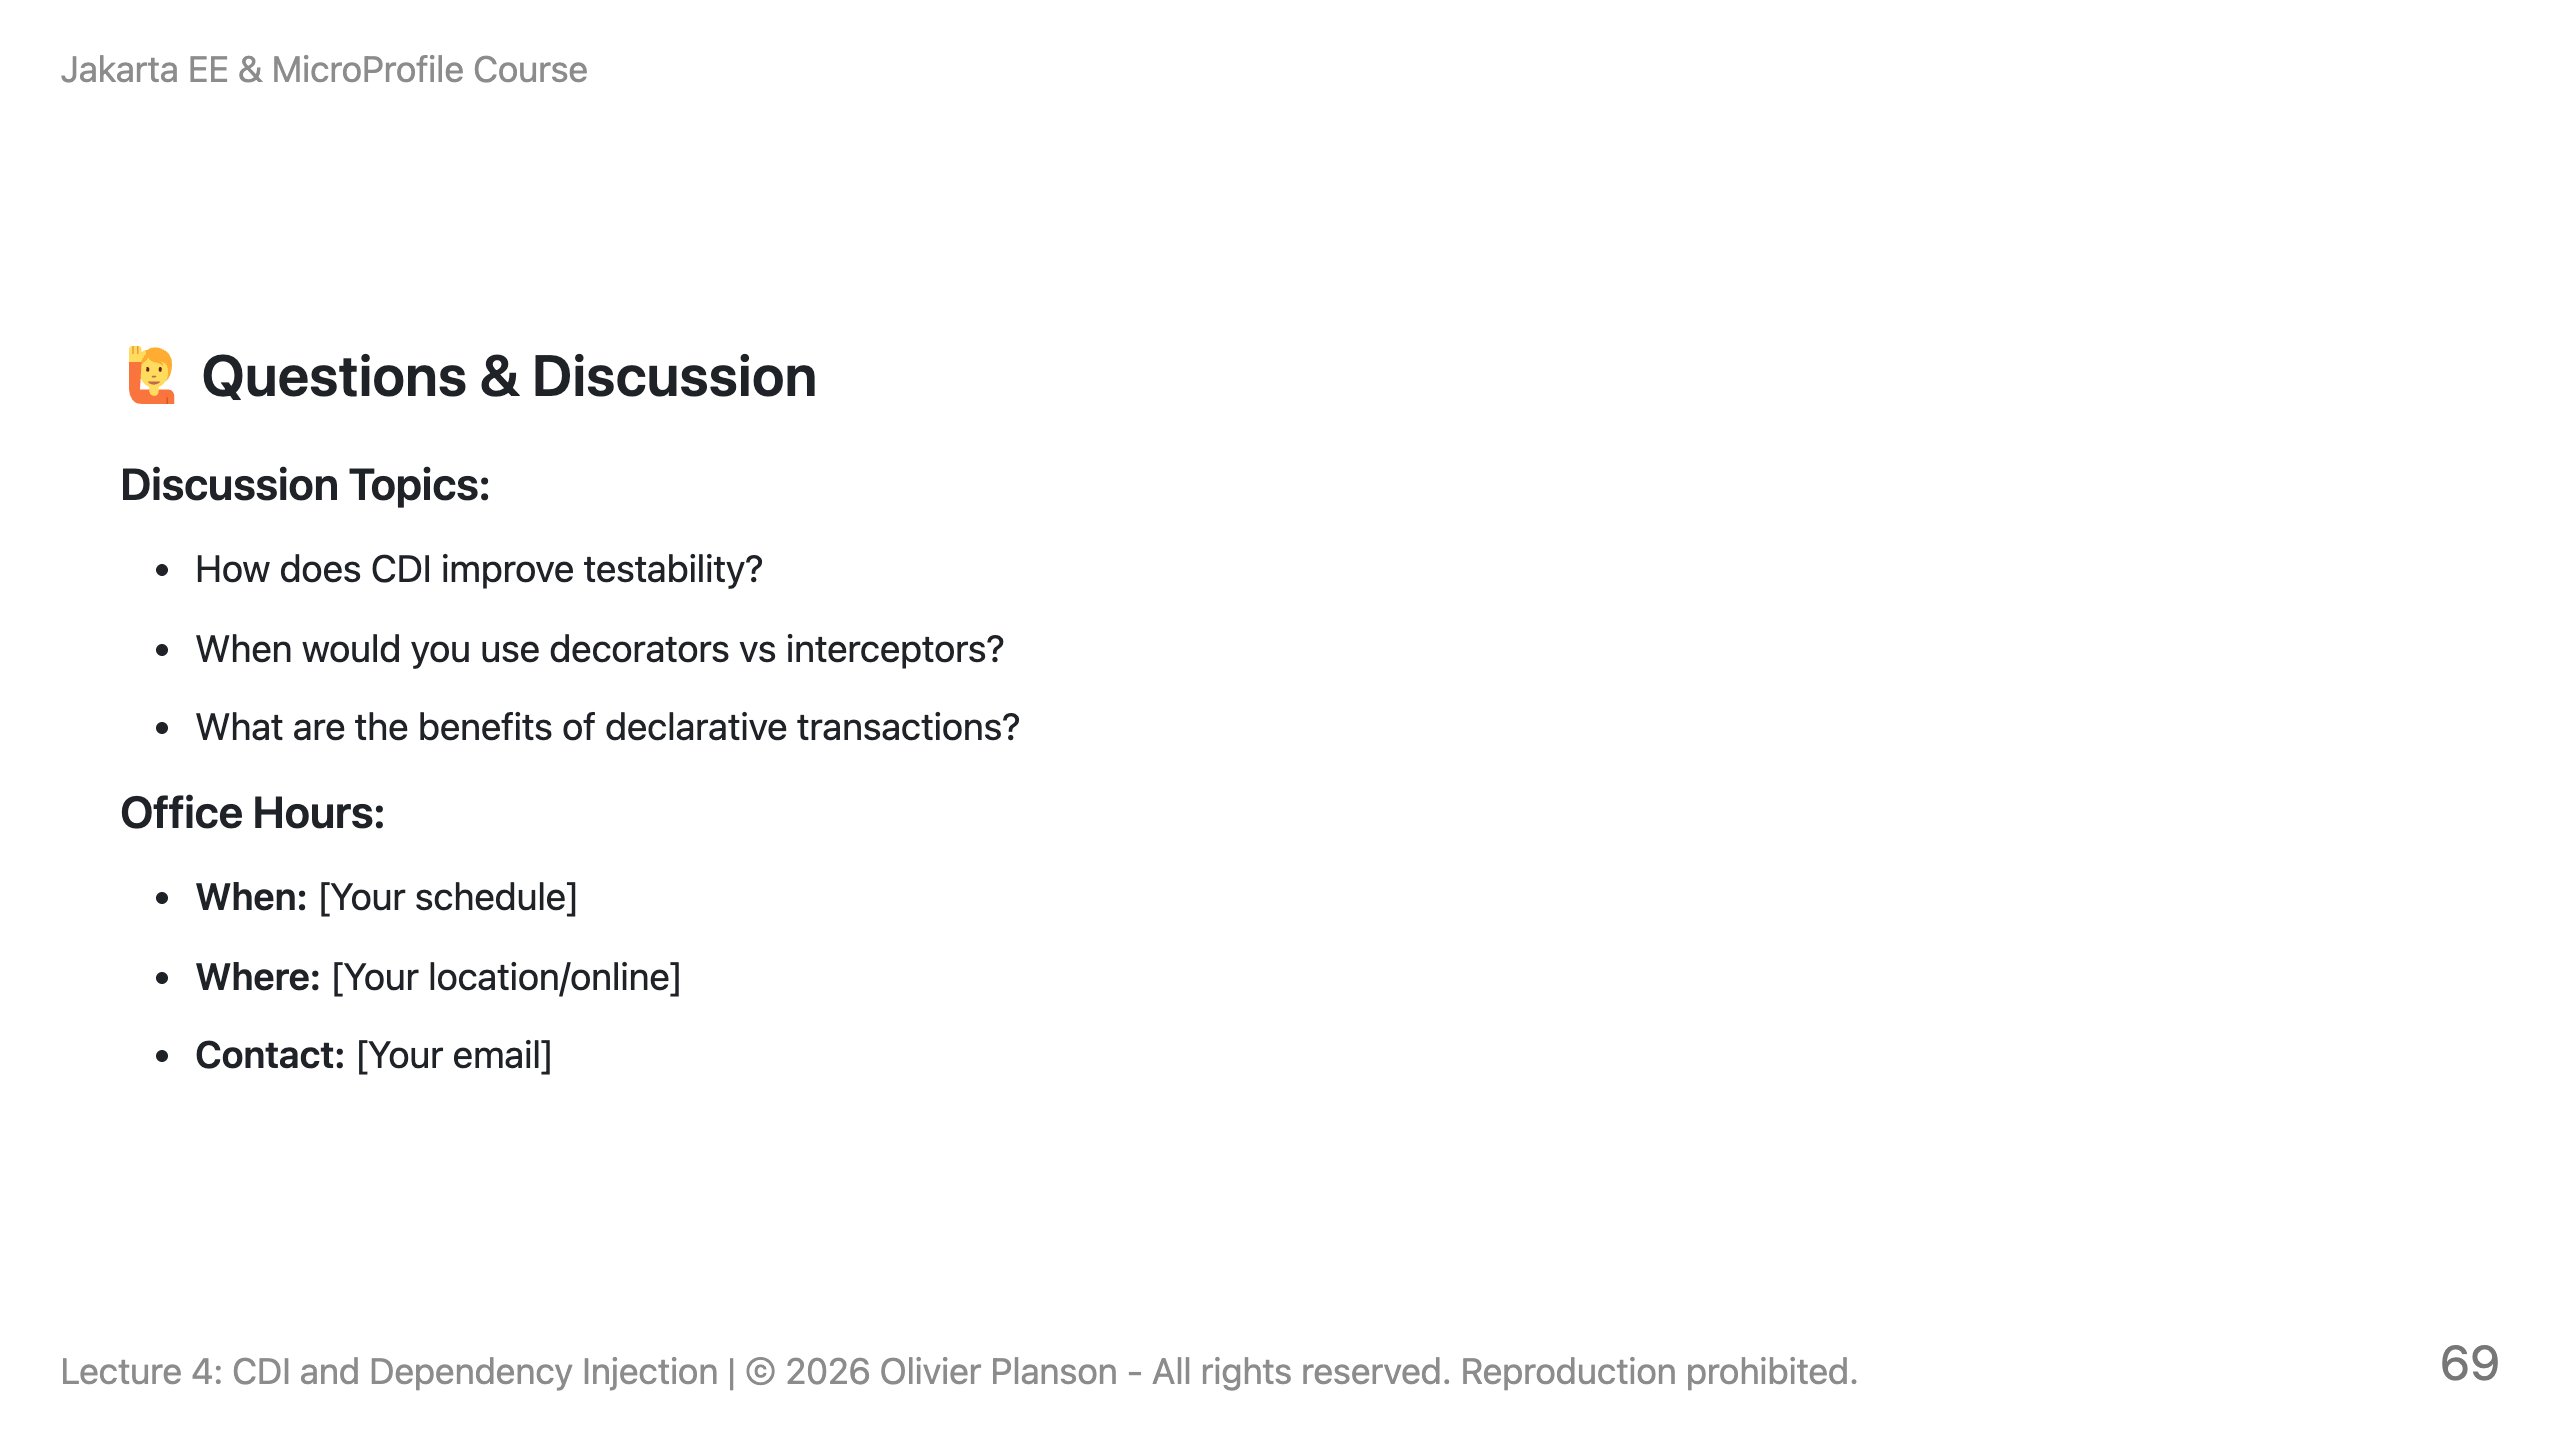 Jakarta EE & MicroProfile Course
🙋 Questions & Discussion
Discussion Topics:
• How does CDI improve testability?
• When would you use decorators vs interceptors?
• What are the benefits of declarative transactions?
Office Hours:
• When: [Your schedule]
• Where: [Your location/online]
• Contact: [Your email]
Lecture 4: CDI and Dependency Injection | © 2026 Olivier Planson - All rights reserved. Reproduction prohibited.
69